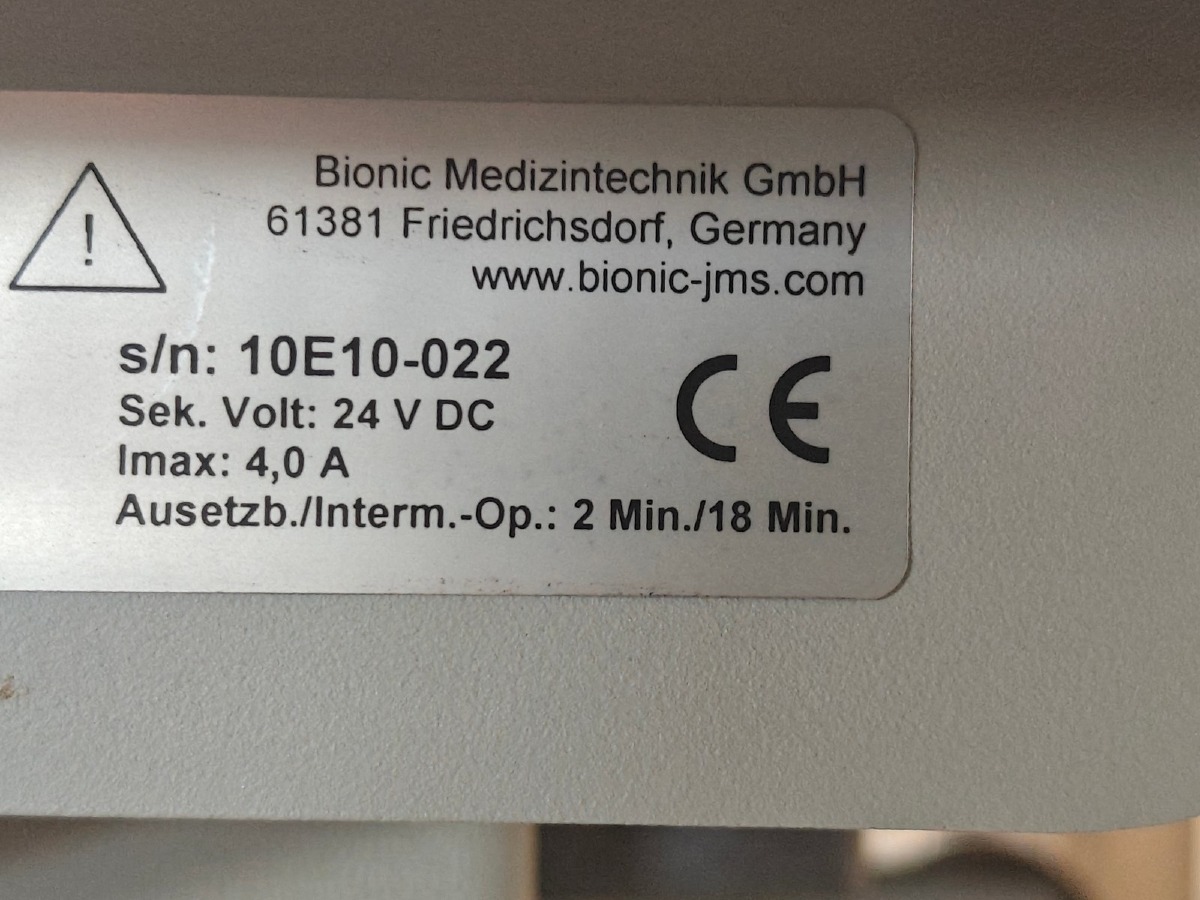 !
Bionic Medizintechnik GmbH
61381 Friedrichsdorf, Germany
www.bionic-jms.com
s/n: 10E10-022
Sek. Volt: 24 V DC
Imax: 4,0 A
CE
Ausetzb./Interm.-Op.: 2 Min./18 Min.